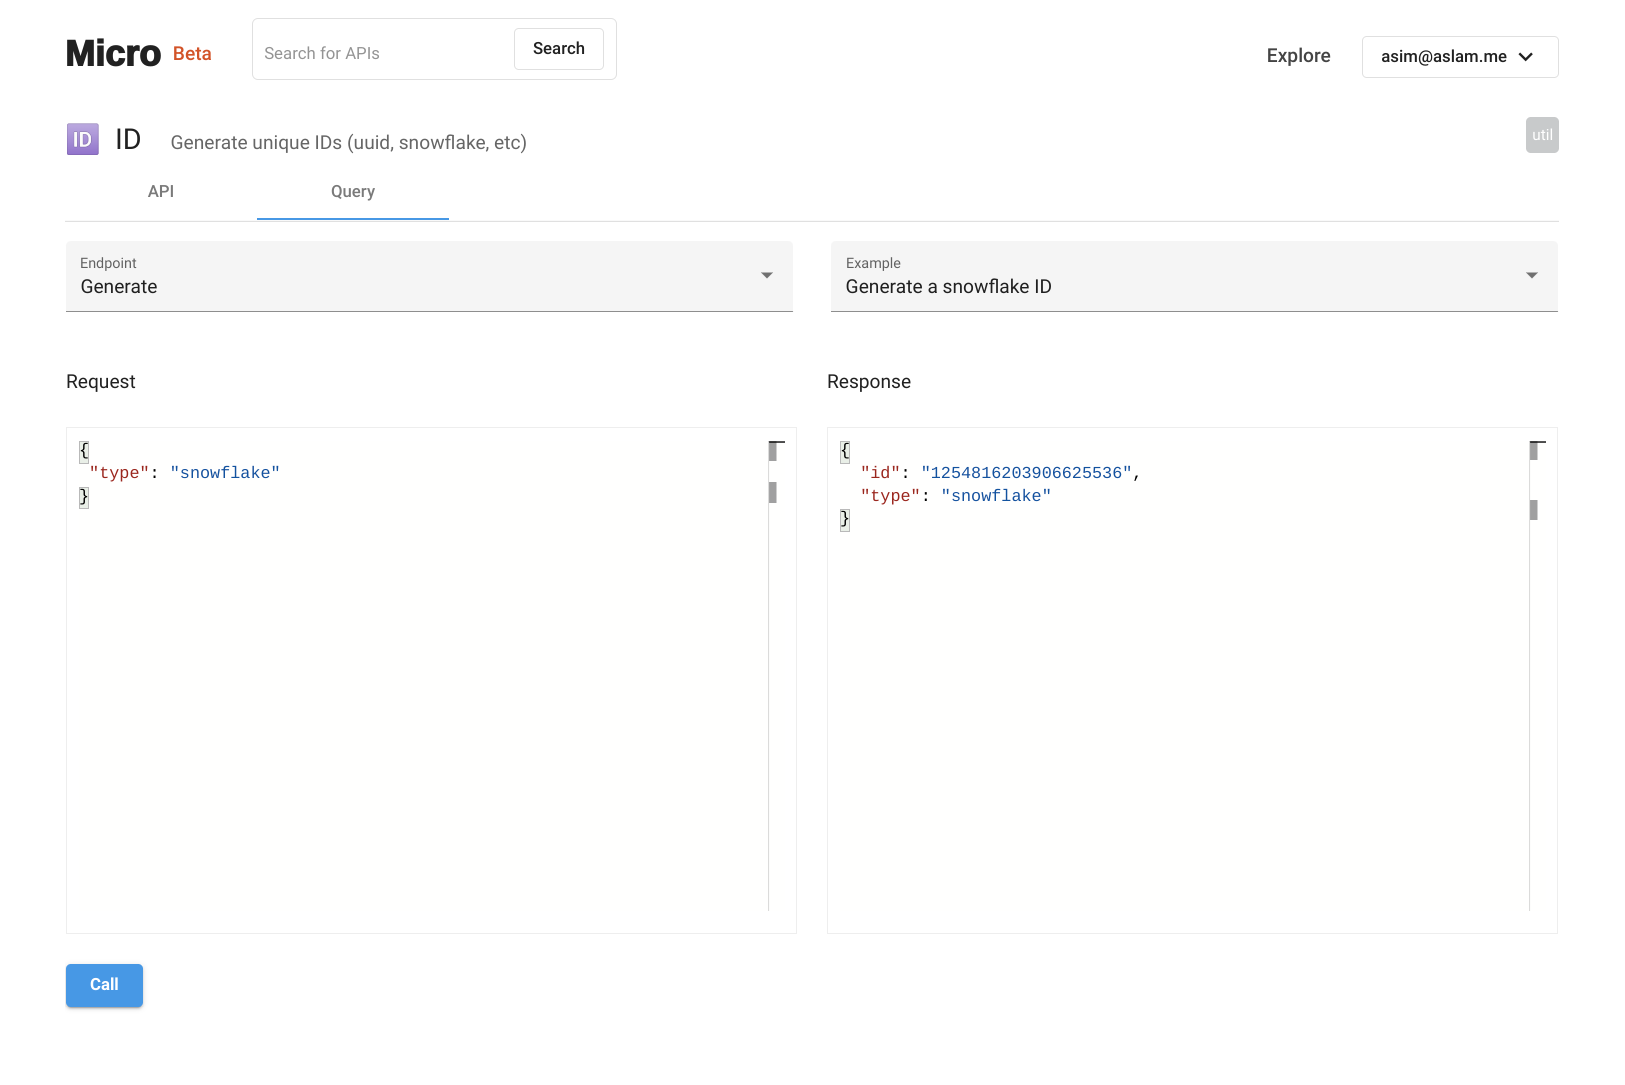 Micro Beta
Search for APIs
Search
Explore
asim@aslam.me
ID ID Generate unique IDs (uuid, snowflake, etc)
util
API Query
Endpoint
Generate
Example
Generate a snowflake ID
Request
{
"type": "snowflake"
}
Response
{
"id": "1254816203906625536",
"type": "snowflake"
}
Call